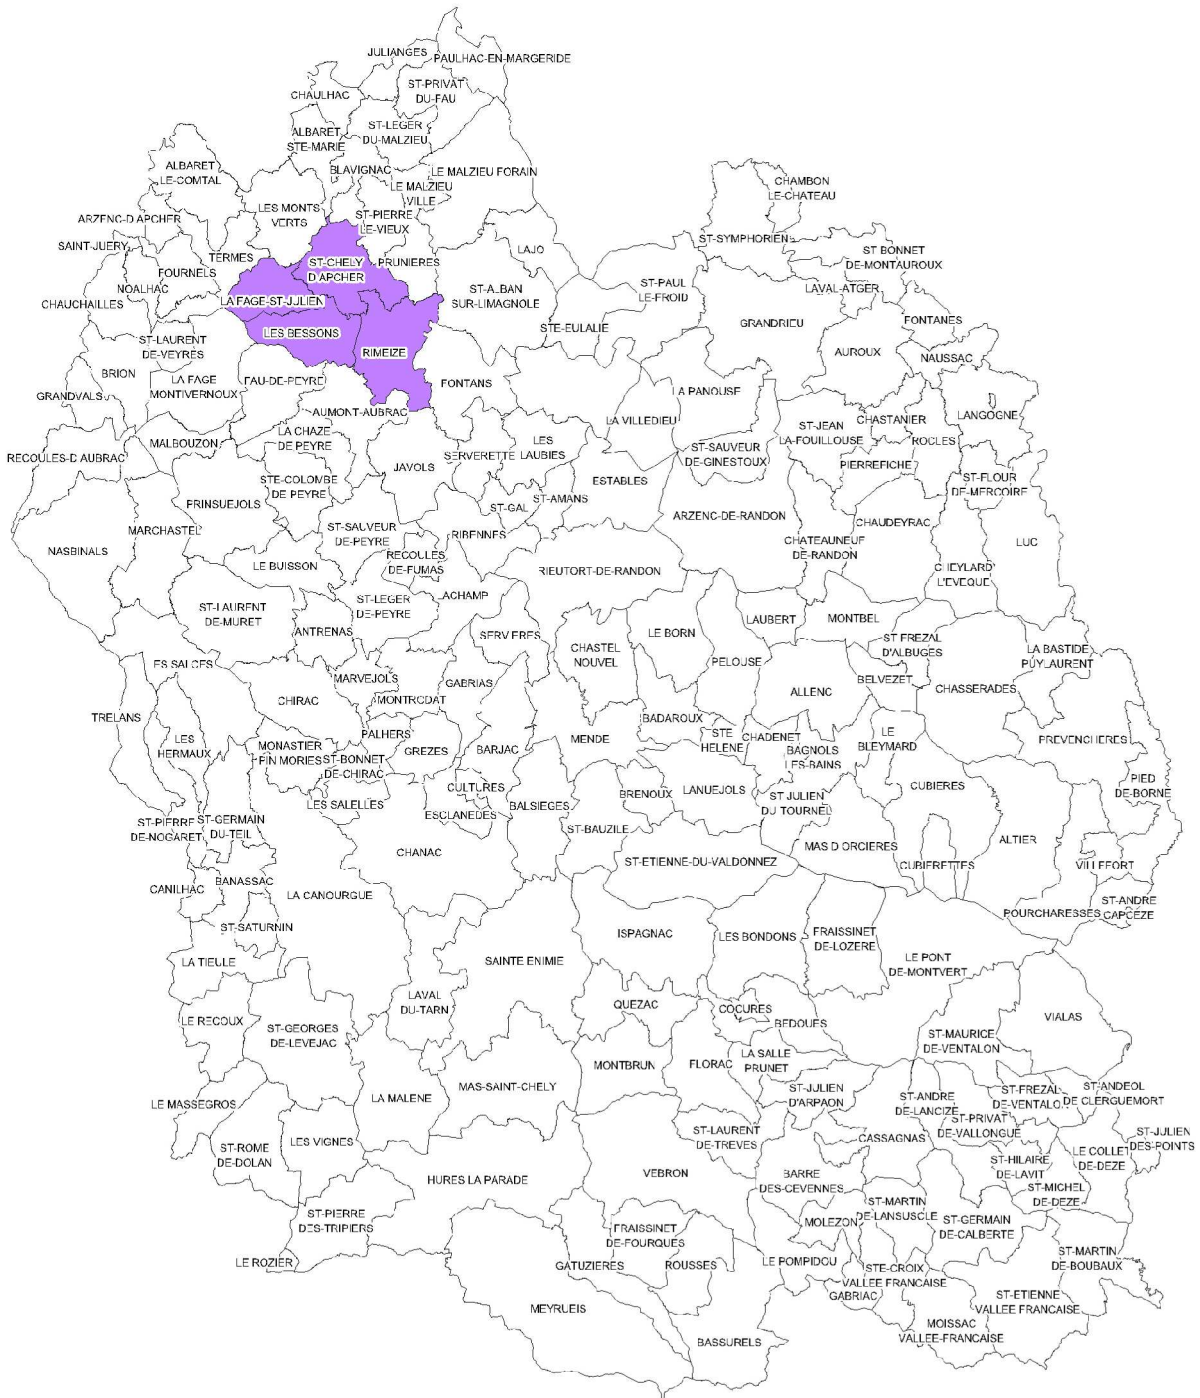 JULIANGES
PAULHAC-EN-MARGERIDE
ST-PRIVAT
DU-FAU
CHAULHAC
ST-LEGER
DU-MALZIEU
ALBARET
STE-MARIE
ALBARET
LE-COMTAL
BLAVIGNAC
LE MALZIEU FORAIN
LE MALZIEU
VILLE
CHAMBON
LE-CHATEAU
LES MONTS
VERTS
ST-PIERRE
LE-VIEUX
ARZENC-D APCHER
SAINT-JUERY
TERMES
ST-SYMPHORIEN
LAJO
ST BONNET
DE-MONTAUROUX
ST-CHELY
D APCHER
PRUNIERES
FOURNELS
NOALHAC
ST-PAUL
LE-FROID
LAVAL-ATGER
ST-ALBAN
SUR-LIMAGNOLE
CHAUCHAILLES
LA FAGE-ST-JULIEN
FONTANES
GRANDRIEU
STE-EULALIE
LES BESSONS
ST-LAURENT
DE-VEYRES
RIMEIZE
AUROUX
NAUSSAC
BRION
LA FAGE
MONTIVERNOUX
FAU-DE-PEYRE
FONTANS
LA PANOUSE
GRANDVALS
AUMONT-AUBRAC
LANGOGNE
LA VILLEDIEU
CHASTANIER
ST-JEAN
LA-FOUILLOUSE
LA CHAZE
DE PEYRE
MALBOUZON
ROCLES
RECOULES-D AUBRAC
LES
LAUBIES
SERVERETTE
ST-SAUVEUR
DE-GINESTOUX
JAVOLS
PIERREFICHE
ST-FLOUR
DE-MERCOIRE
STE-COLOMBE
DE PEYRE
ESTABLES
ST-AMANS
PRINSUEJOLS
ST-GAL
ARZENC-DE-RANDON
CHAUDEYRAC
MARCHASTEL
ST-SAUVEUR
DE-PEYRE
RIBENNES
CHATEAUNEUF
DE-RANDON
LUC
NASBINALS
RECOULES
DE-FUMAS
LE BUISSON
RIEUTORT-DE-RANDON
CHEYLARD
L'EVEQUE
ST-LEGER
DE-PEYRE
ACHAMP
ST-LAURENT
DE-MURET
LAUBERT
MONTBEL
ANTRENAS
SERVERES
LE BORN
ST FREZAL
D'ALBUGES
CHASTEL
NOUVEL
LA BASTIDE
PUYLAURENT
ES SALCES
PELOUSE
MARVEJOLS
GABRIAS
BELVEZET
CHASSERADES
ALLENC
CHIRAC
MONTRODAT
TRELANS
BADAROUX
LES
HERMAUX
PALHERS
STE
HELENE
CHADENET
LE
BLEYMARD
MENDE
PREVENCHERES
MONASTIER
PIN MORIES
GREZES
BARJAC
BAGNOLS
LES-BAINS
ST-BONNET
DE-CHIRAC
PIED
DE-BORNE
CULTURES
LANUEJOLS
CUBIERES
BRENOUX
ST JULIEN
DU TOURNEL
LES SALELLES
BALSIEGES
ESCLANEDES
ST-PIERRE
DE-NOGARET
ST-GERMAIN
DU-TEIL
ST-BAUZILE
ALTIER
MAS D ORCIERES
CHANAC
ST-ETIENNE-DU-VALDONNEZ
CUBIERETTES
VILLEFORT
BANASSAC
CANILHAC
LA CANOURGUE
ST-ANDRE
CAPCEZE
POURCHARESSES
ST-SATURNIN
ISPAGNAC
LES BONDONS
FRAISSINET
DE-LOZERE
LE PONT
DE-MONTVERT
LA TIEULE
SAINTE ENIMIE
LAVAL
DU-TARN
QUEZAC
COCURES
LE RECOUX
BEDOUES
VIALAS
ST-GEORGES
DE-LEVEJAC
ST-MAURICE
DE-VENTALON
LA SALLE
PRUNET
MONTBRUN
FLORAC
MAS-SAINT-CHELY
ST-JULIEN
D'ARPAON
ST-FREZAL
DE-VENTALON
ST-ANDEOL
DE CLERGUEMORT
LA MALENE
ST-ANDRE
DE-LANCIZE
LE MASSEGROS
ST-PRIVAT
DE-VALLONGUE
ST-LAURENT
DE-TREVES
ST-JULIEN
DES-POINTS
CASSAGNAS
LES VIGNES
ST-ROME
DE-DOLAN
LE COLLET
DE-DEZE
ST-HILAIRE
DE-LAVIT
VEBRON
BARRE
DES-CEVENNES
HURES LA PARADE
ST-MICHEL
DE-DEZE
ST-MARTIN
DE-LANSUSCLE
ST-PIERRE
DES-TRIPIERS
MOLEZON
ST-GERMAIN
DE-CALBERTE
FRAISSINET
DE-FOURQUES
ST-MARTIN
DE-BOUBAUX
LE ROZIER
GATUZIERES
ROUSSES
LE POMPIDOU
STE-CROIX
VALLEE FRANCAISE
GABRIAC
ST-ETIENNE
VALLEE FRANCAISE
MEYRUEIS
MOISSAC
VALLEE-FRANCAISE
BASSURELS